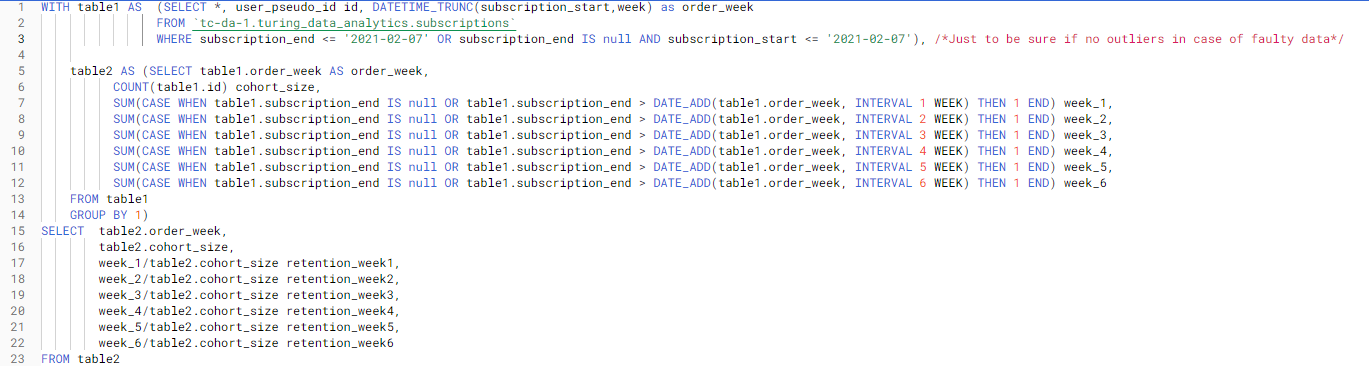 1 WITH table1 AS (SELECT *, user_pseudo_id id, DATETIME_TRUNC(subscription_start,week) as order_week
2 FROM `tc-da-1.turing_data_analytics.subscriptions`
3 WHERE subscription_end <= '2021-02-07' OR subscription_end IS null AND subscription_start <= '2021-02-07'), /*Just to be sure if no outliers in case of faulty data*/
4
5 table2 AS (SELECT table1.order_week AS order_week,
6 COUNT(table1.id) cohort_size,
7 SUM(CASE WHEN table1.subscription_end IS null OR table1.subscription_end > DATE_ADD(table1.order_week, INTERVAL 1 WEEK) THEN 1 END) week_1,
8 SUM(CASE WHEN table1.subscription_end IS null OR table1.subscription_end > DATE_ADD(table1.order_week, INTERVAL 2 WEEK) THEN 1 END) week_2,
9 SUM(CASE WHEN table1.subscription_end IS null OR table1.subscription_end > DATE_ADD(table1.order_week, INTERVAL 3 WEEK) THEN 1 END) week_3,
10 SUM(CASE WHEN table1.subscription_end IS null OR table1.subscription_end > DATE_ADD(table1.order_week, INTERVAL 4 WEEK) THEN 1 END) week_4,
11 SUM(CASE WHEN table1.subscription_end IS null OR table1.subscription_end > DATE_ADD(table1.order_week, INTERVAL 5 WEEK) THEN 1 END) week_5,
12 SUM(CASE WHEN table1.subscription_end IS null OR table1.subscription_end > DATE_ADD(table1.order_week, INTERVAL 6 WEEK) THEN 1 END) week_6
13 FROM table1
14 GROUP BY 1)
15 SELECT table2.order_week,
16 table2.cohort_size,
17 week_1/table2.cohort_size retention_week1,
18 week_2/table2.cohort_size retention_week2,
19 week_3/table2.cohort_size retention_week3,
20 week_4/table2.cohort_size retention_week4,
21 week_5/table2.cohort_size retention_week5,
22 week_6/table2.cohort_size retention_week6
23 FROM table2